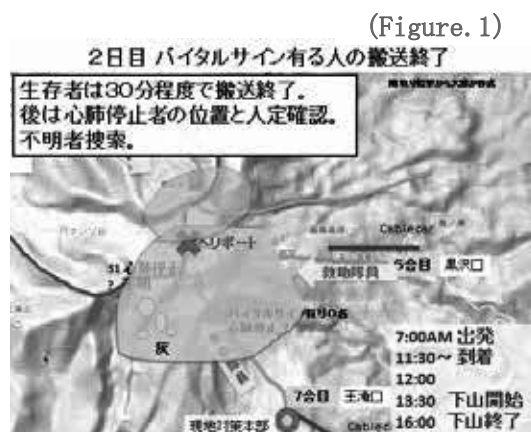 (Figure.1)
2日目 バイタルサイン有る人の搬送終了
生存者は30分程度で搬送終了.
後は心肺停止者の位置と人定確認.
不明者捜索.
ヘリポート
Cablecar
救助隊員
5合目 黒沢口
31
灰
7:00AM 出発
11:30～ 到着
12:00
13:30 下山開始
16:00 下山終了
7合目 王滝口
現地対策本部